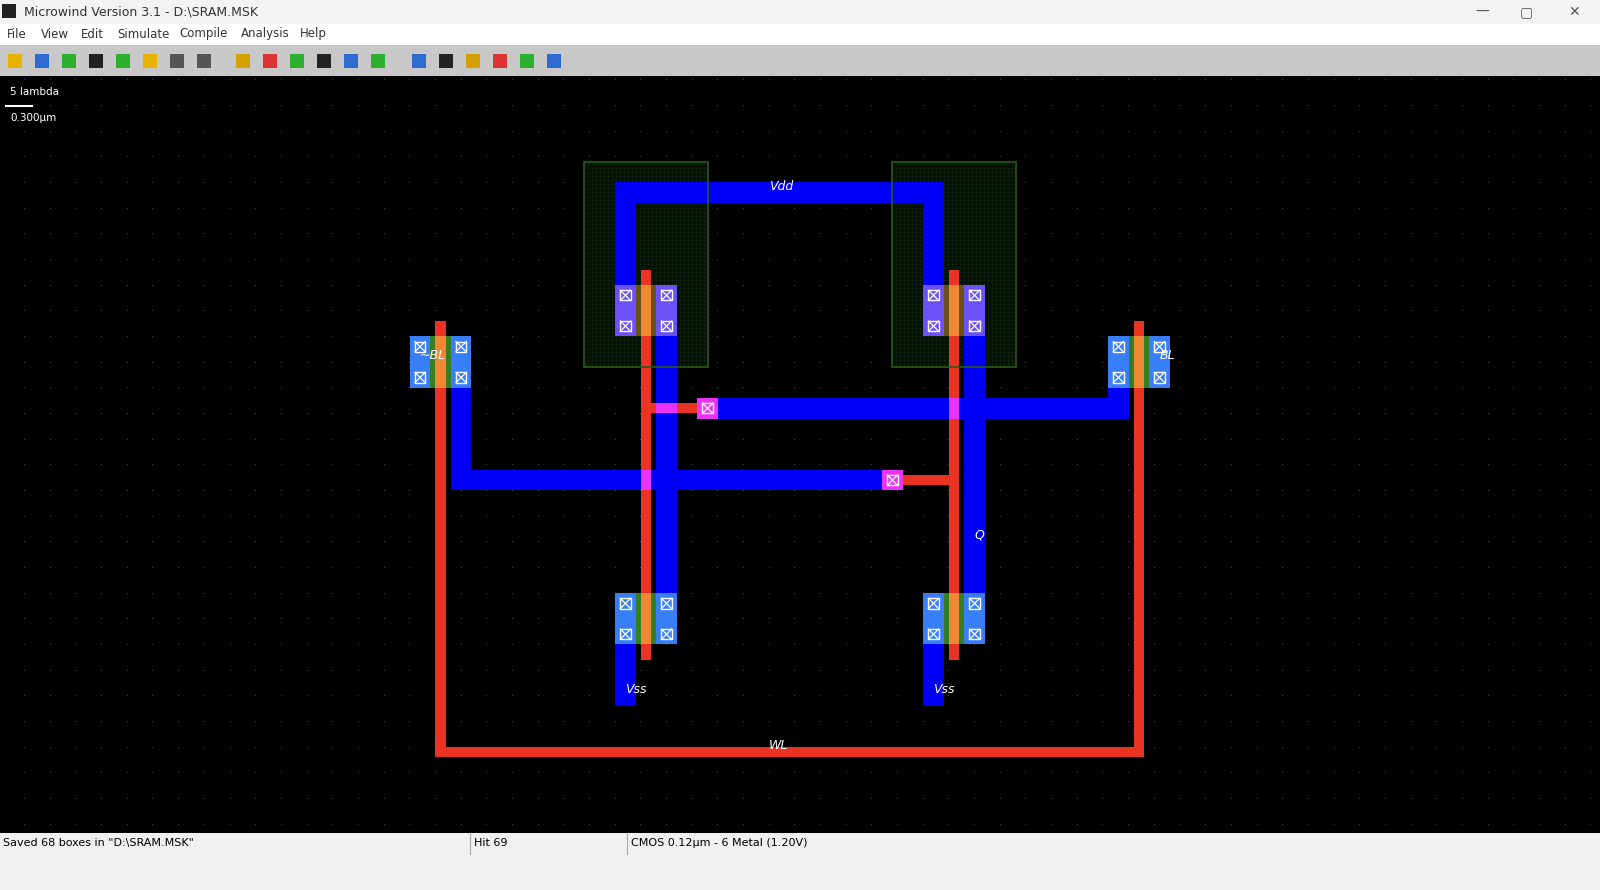 Microwind Version 3.1 - D:\SRAM.MSK
File View Edit Simulate Compile Analysis Help
5 lambda
0.300µm
Vdd
~BL
BL
Q
Vss Vss
WL
Saved 68 boxes in "D:\SRAM.MSK" Hit 69 CMOS 0.12µm - 6 Metal (1.20V)